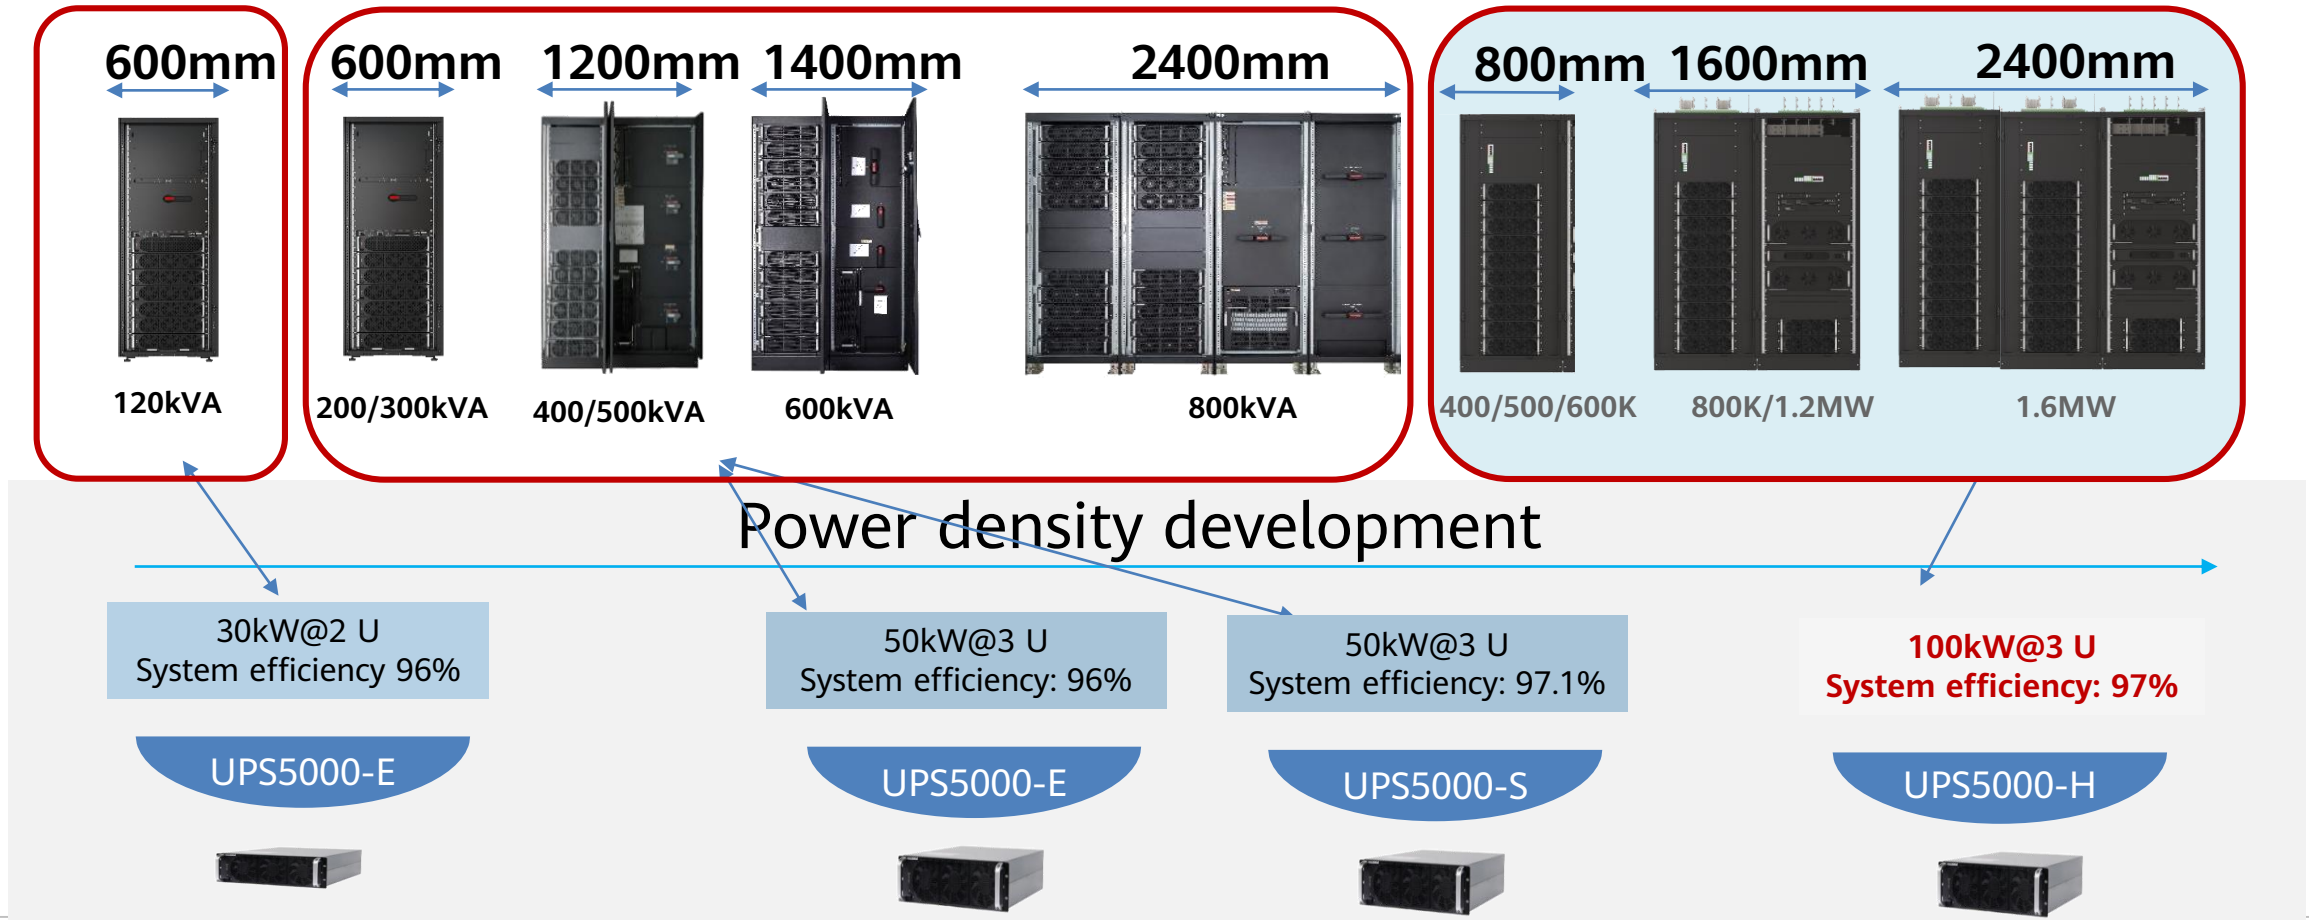 600mm
600mm
1200mm
1400mm
2400mm
800mm
1600mm
2400mm
120kVA
200/300kVA
400/500kVA
600kVA
800kVA
400/500/600K
800K/1.2MW
1.6MW
Power density development
30kW@2 U
System efficiency 96%
50kW@3 U
System efficiency: 96%
50kW@3 U
System efficiency: 97.1%
100kW@3 U
System efficiency: 97%
UPS5000-E
UPS5000-E
UPS5000-S
UPS5000-H